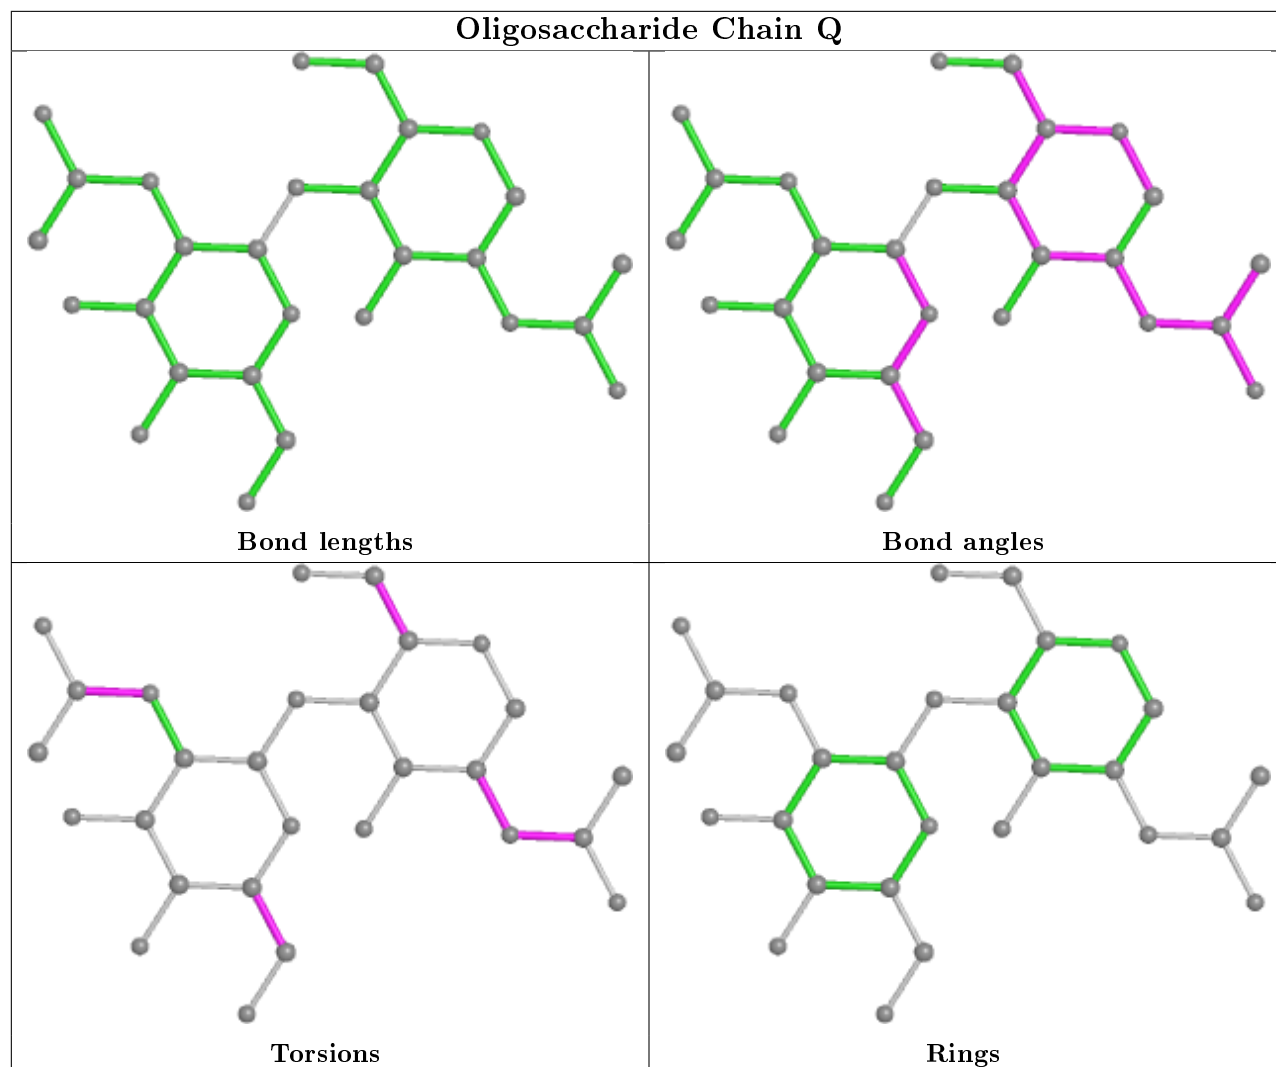 Oligosaccharide Chain Q
Bond lengths
Bond angles
Torsions
Rings